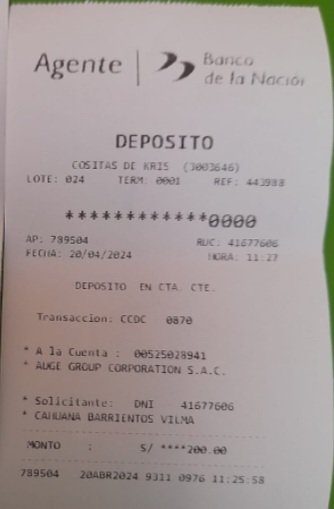 Agente | Banco
de la Nación
DEPOSITO
COSITAS DE KRIS (3003646)
LOTE: 024 TERM: 0001 REF: 443988
************0000
AP: 789504 RUC: 41677606
FECHA: 20/04/2024 HORA: 11:27
DEPOSITO EN CTA. CTE.
Transaccion: CCDC 0870
* A la Cuenta : 00525028941
* AUGE GROUP CORPORATION S.A.C.
* Solicitante: DNI 41677606
* CAHUANA BARRIENTOS VILMA
MONTO : S/ ****200.00
789504 20ABR2024 9311 0976 11:25:58